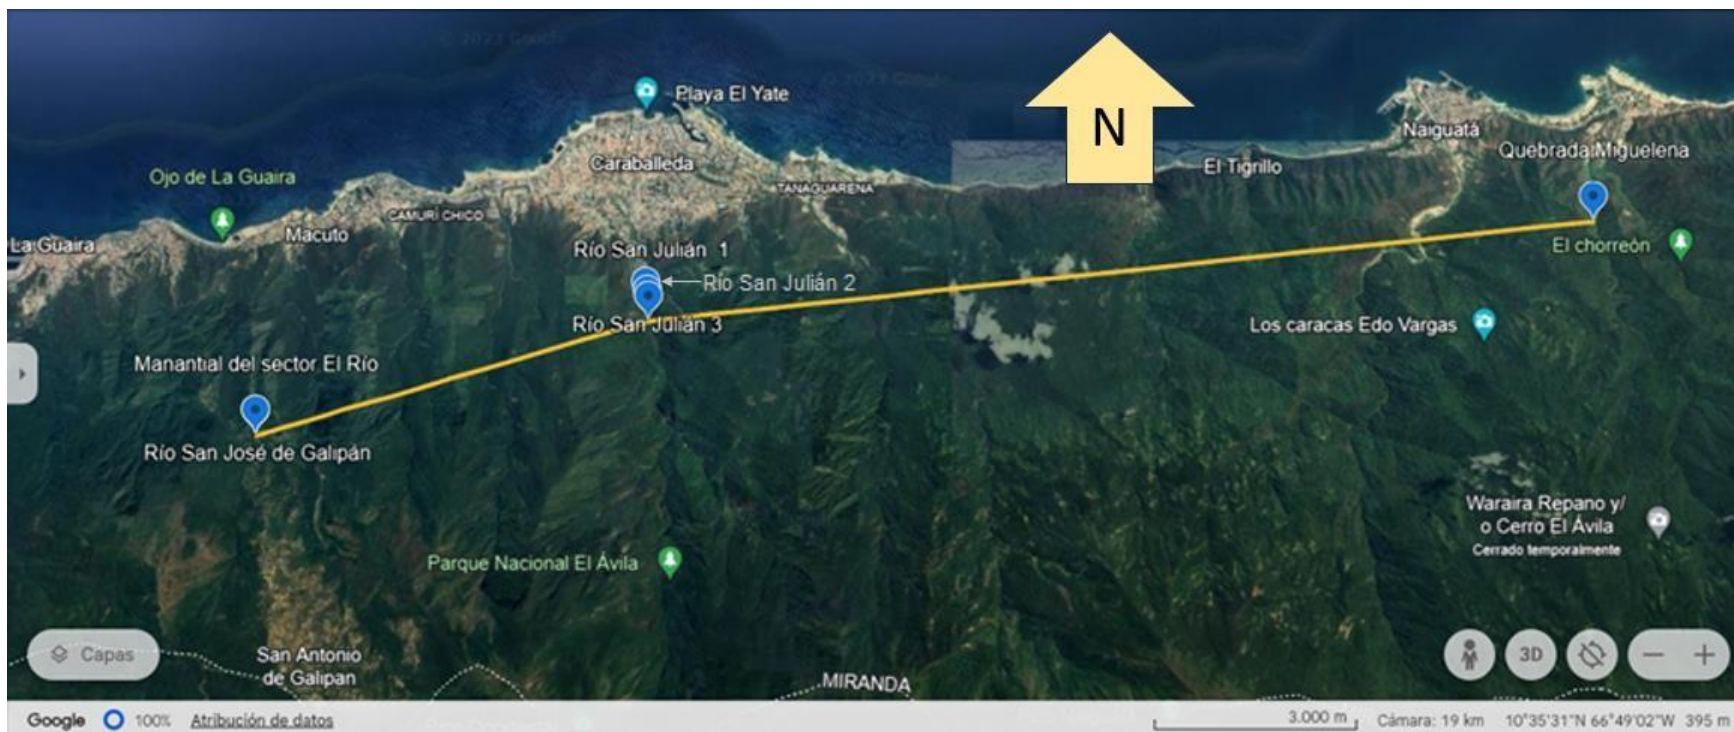 © 2023 Google
N
Playa El Yate
Naiguatá
Quebrada Miguelena
Caraballeda
El Tigrillo
Ojo de La Guaira
TANAGUARENA
CAMURÍ CHICO
Macuto
La Guaira
Río San Julián 1
El chorreón
Río San Julián 2
Río San Julián 3
Los caracas Edo Vargas
Manantial del sector El Río
Río San José de Galipán
Waraira Repano y/
o Cerro El Ávila
Cerrado temporalmente
Parque Nacional El Ávila
Capas
San Antonio
de Galipan
3D
MIRANDA
Google 100% Atribución de datos 3.000 m Cámara: 19 km 10°35'31"N 66°49'02"W 395 m